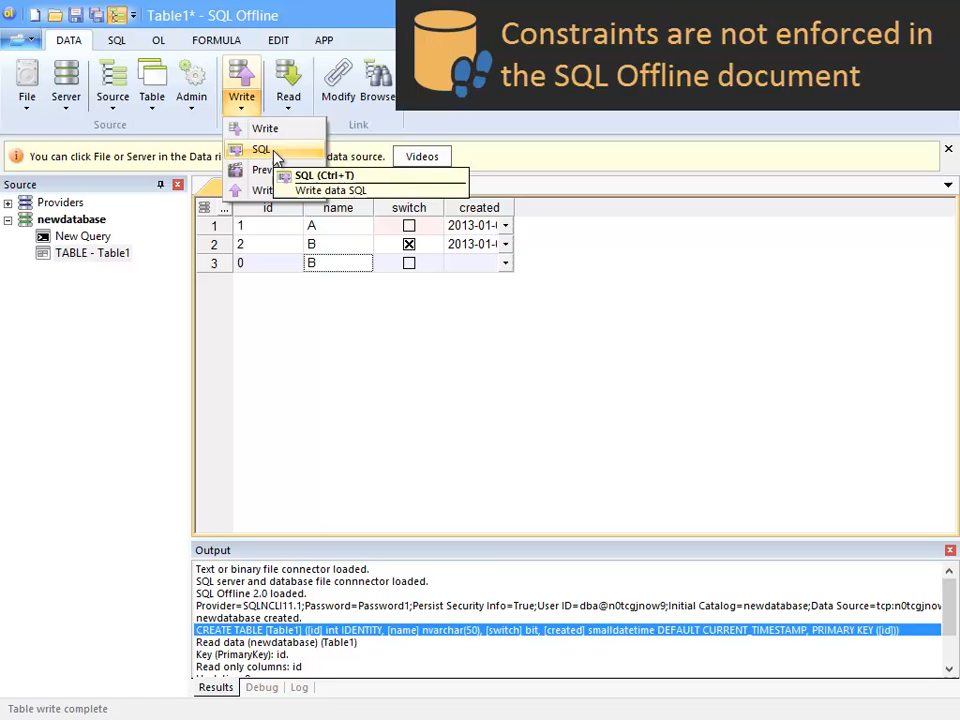 Table1* - SQL Offline
Constraints are not enforced in
the SQL Offline document
DATA SQL OL FORMULA EDIT APP
File Server Source Table Admin Write Read Modify Browse
Source Link
Write
SQL
Prev
Writ
SQL (Ctrl+T)
Write data SQL
You can click File or Server in the Data ri
data source.
Videos
Source
Providers
newdatabase
New Query
TABLE - Table1
... id name switch created
1 1 A 2013-01-
2 2 B 2013-01-
3 0 B
Output
Text or binary file connector loaded.
SQL server and database file connnector loaded.
SQL Offline 2.0 loaded.
Provider=SQLNCLI11.1;Password=Password1;Persist Security Info=True;User ID=dba@n0tcgjnow9;Initial Catalog=newdatabase;Data Source=tcp:n0tcgjnow
newdatabase created.
CREATE TABLE [Table1] ([id] int IDENTITY, [name] nvarchar(50), [switch] bit, [created] smalldatetime DEFAULT CURRENT_TIMESTAMP, PRIMARY KEY ([id]))
Read data (newdatabase) (Table1)
Key (PrimaryKey): id.
Read only columns: id
Results Debug Log
Table write complete